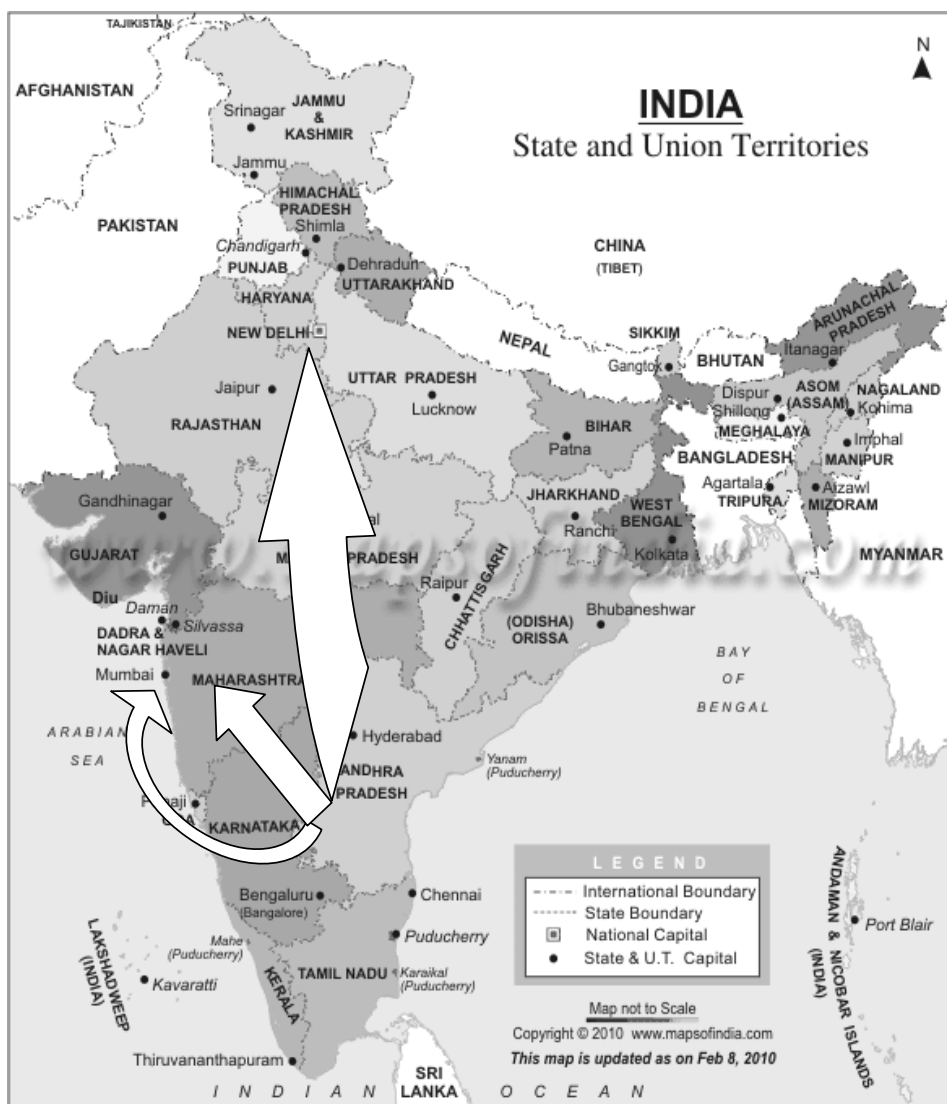 TAJIKISTAN
AFGHANISTAN
N
INDIA
State and Union Territories
JAMMU
&
KASHMIR
Srinagar
Jammu
HIMACHAL
PRADESH
Shimla
PAKISTAN
Chandigarh
PUNJAB
CHINA
(TIBET)
Dehradun
UTTARAKHAND
HARYANA
NEW DELHI
NEPAL
SIKKIM
BHUTAN
ARUNACHAL
PRADESH
Itanagar
Gangtok
Jaipur
UTTAR PRADESH
Lucknow
RAJASTHAN
Dispur
Shillong
ASOM
(ASSAM)
NAGALAND
Kohima
MEGHALAYA
BIHAR
Patna
Imphal
MANIPUR
BANGLADESH
Gandhinagar
JHARKHAND
Ranchi
WEST
BENGAL
Kolkata
Agartala
TRIPURA
Aizawl
MIZORAM
GUJARAT
PRADESH
MYANMAR
www.mapsofindia.com
Raipur
CHHATTISGARH
Diu
Daman
Silvassa
DADRA &
NAGAR HAVELI
(ODISHA)
ORISSA
Bhubaneshwar
Mumbai
MAHARASHTRA
BAY
OF
BENGAL
ARABIAN
SEA
Hyderabad
Yanam
(Puducherry)
ANDHRA
PRADESH
KARNATAKA
LEGEND
International Boundary
State Boundary
National Capital
State & U.T. Capital
Bengaluru
(Bangalore)
Chennai
Mahe
(Puducherry)
Puducherry
LAKSHADWEEP
(INDIA)
Kavaratti
TAMIL NADU
Karaikal
(Puducherry)
KERALA
ANDAMAN & NICOBAR ISLANDS
(INDIA)
Port Blair
Map not to Scale
Copyright © 2010 www.mapsofindia.com
This map is updated as on Feb 8, 2010
Thiruvananthapuram
SRI
LANKA
INDIAN OCEAN